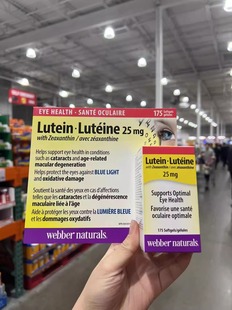 EYE HEALTH · SANTÉ OCULAIRE
175 Softgels
Lutein·Lutéine 25 mg
with Zeaxanthin / avec zéaxanthine
Helps support eye health in conditions
such as cataracts and age-related
macular degeneration
Helps protect the eyes against BLUE LIGHT
and oxidative damage
Soutient la santé des yeux en cas d'affections
telles que les cataractes et la dégénérescence
maculaire liée à l'âge
Aide à protéger les yeux contre la LUMIÈRE BLEUE
webber naturals
Lutein·Lutéine
with Zeaxanthin / avec zéaxanthine
25 mg
Supports Optimal
Eye Health
Favorise une santé
oculaire optimale
175 Softgels/gélules
webber naturals